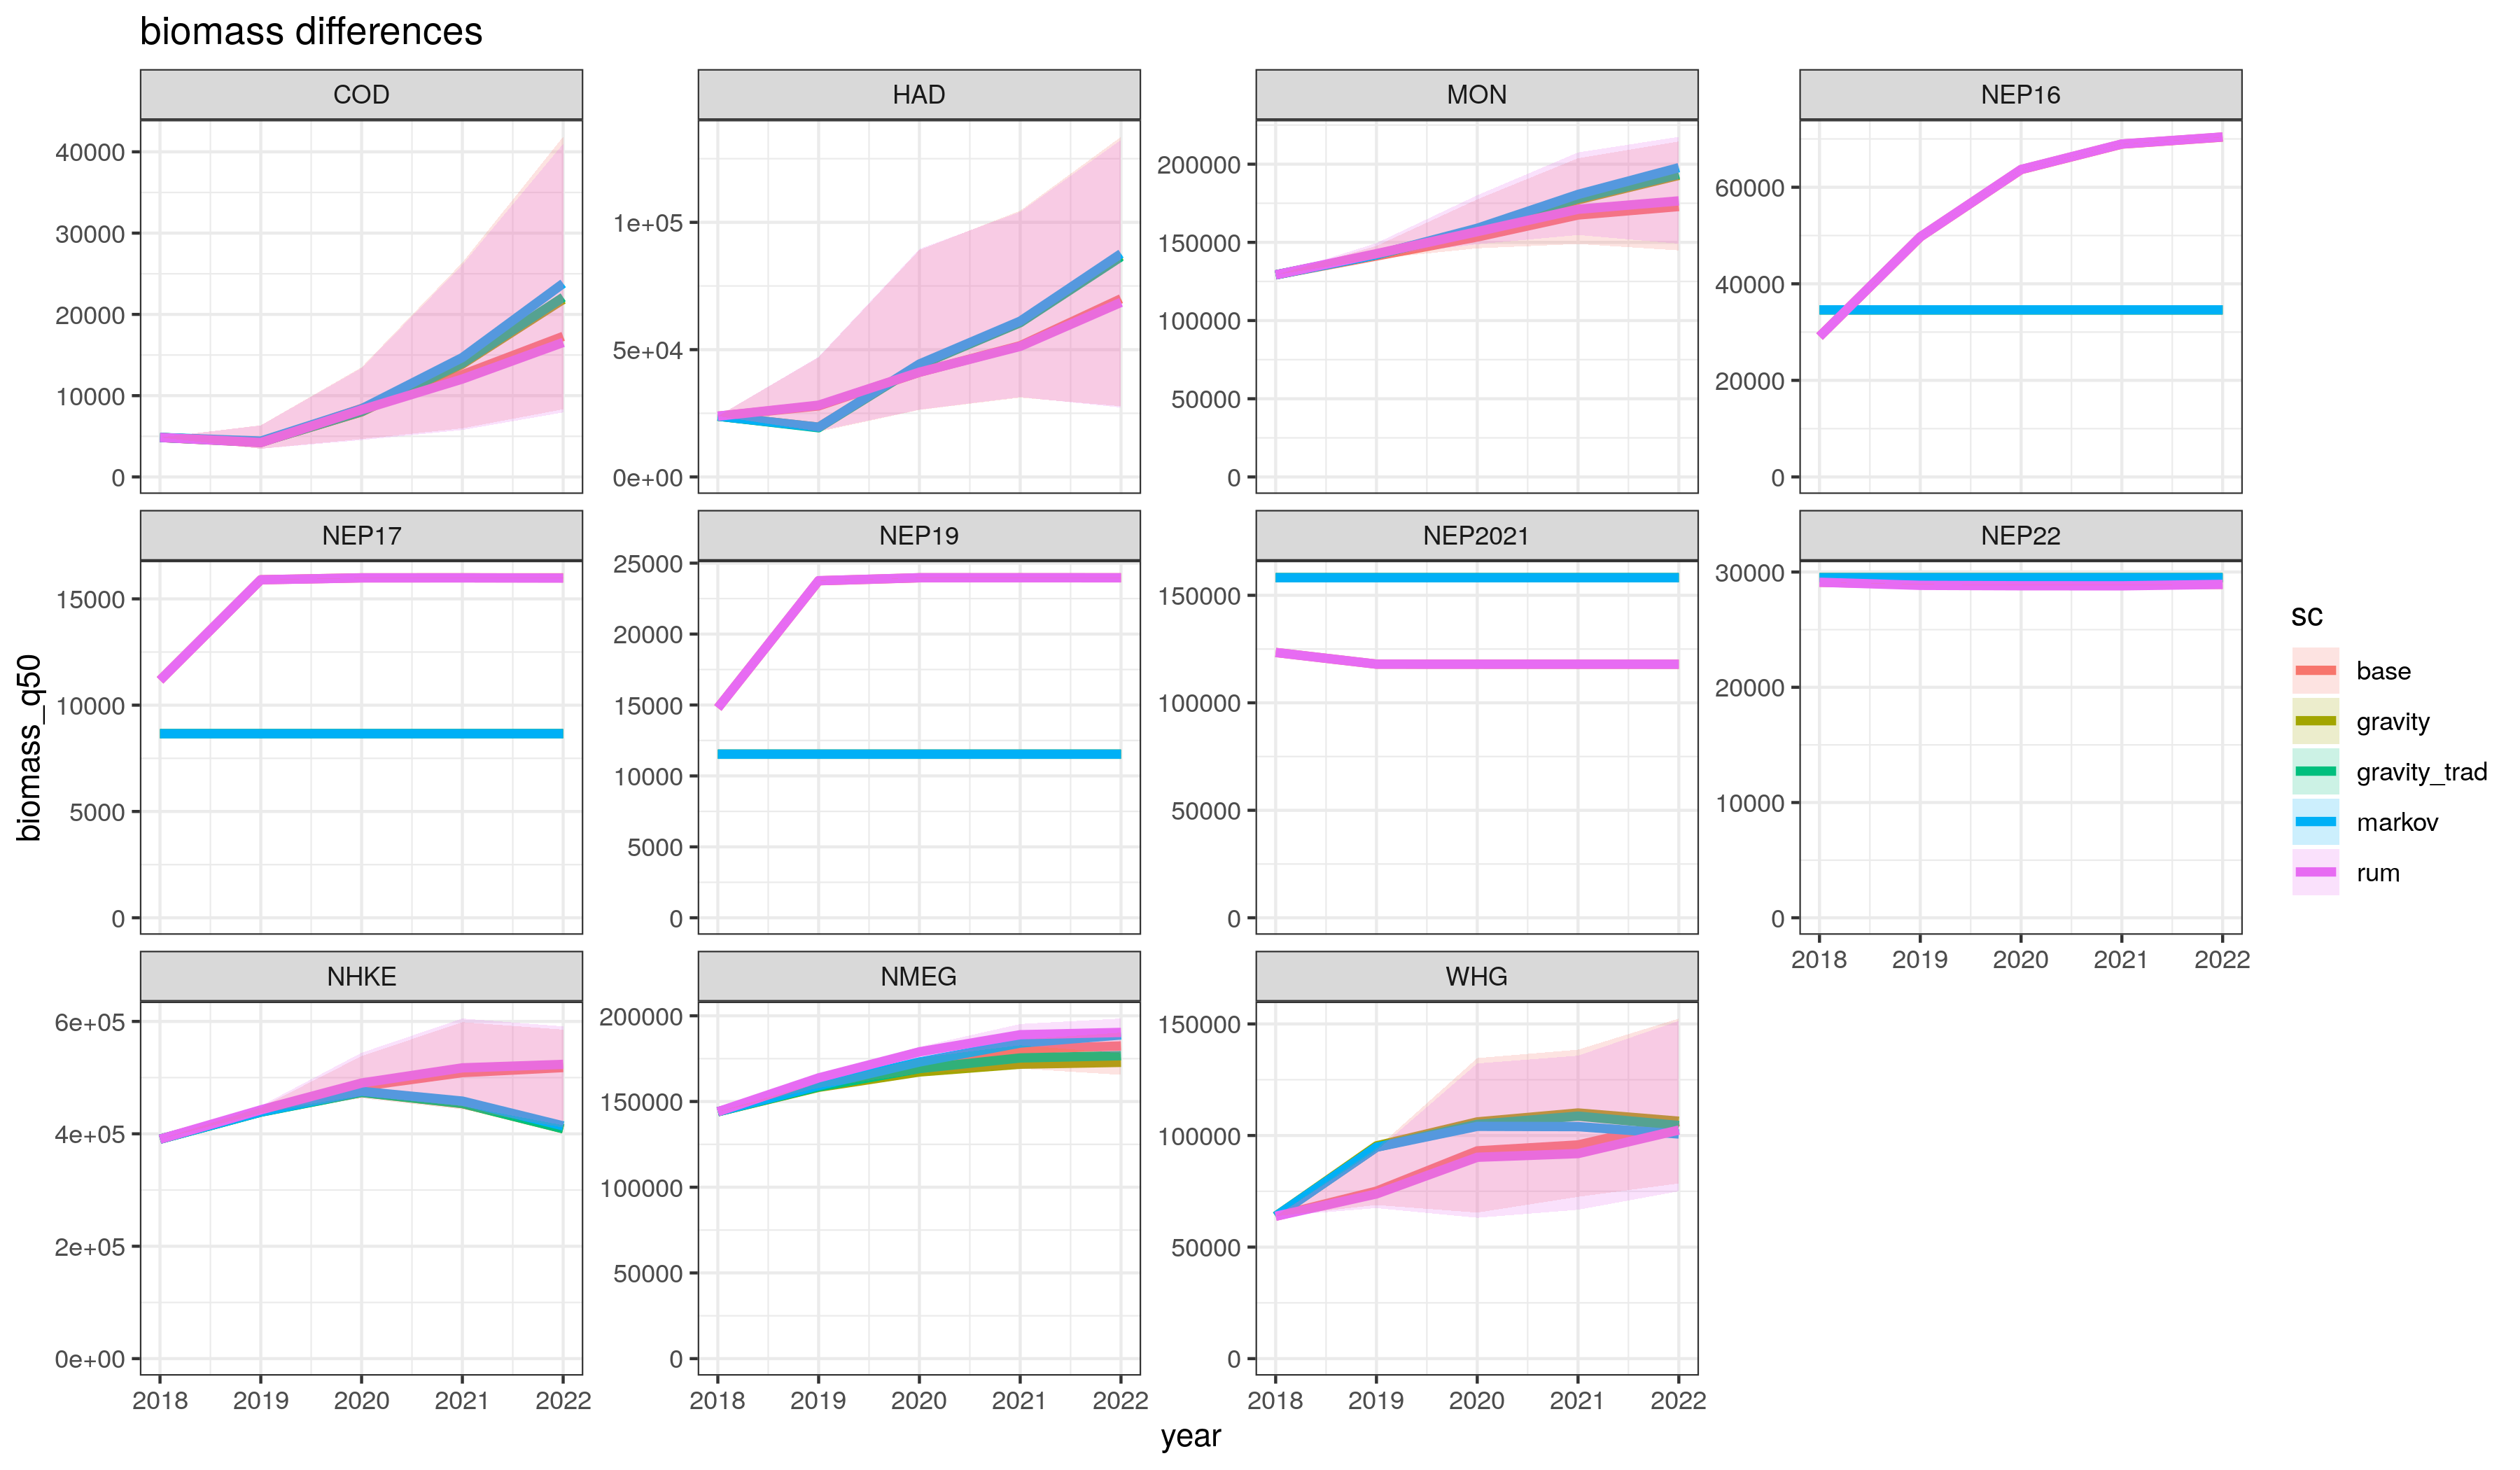 biomass differences
COD
HAD
MON
NEP16
40000
30000
20000
10000
0
1e+05
5e+04
0e+00
200000
150000
100000
50000
0
60000
40000
20000
0
NEP17
NEP19
NEP2021
NEP22
15000
10000
5000
0
25000
20000
15000
10000
5000
0
150000
100000
50000
0
30000
20000
10000
0
2018 2019 2020 2021 2022
NHKE
NMEG
WHG
6e+05
4e+05
2e+05
0e+00
200000
150000
100000
50000
0
150000
100000
50000
0
2018 2019 2020 2021 2022
2018 2019 2020 2021 2022
2018 2019 2020 2021 2022
year
biomass_q50
sc
base
gravity
gravity_trad
markov
rum